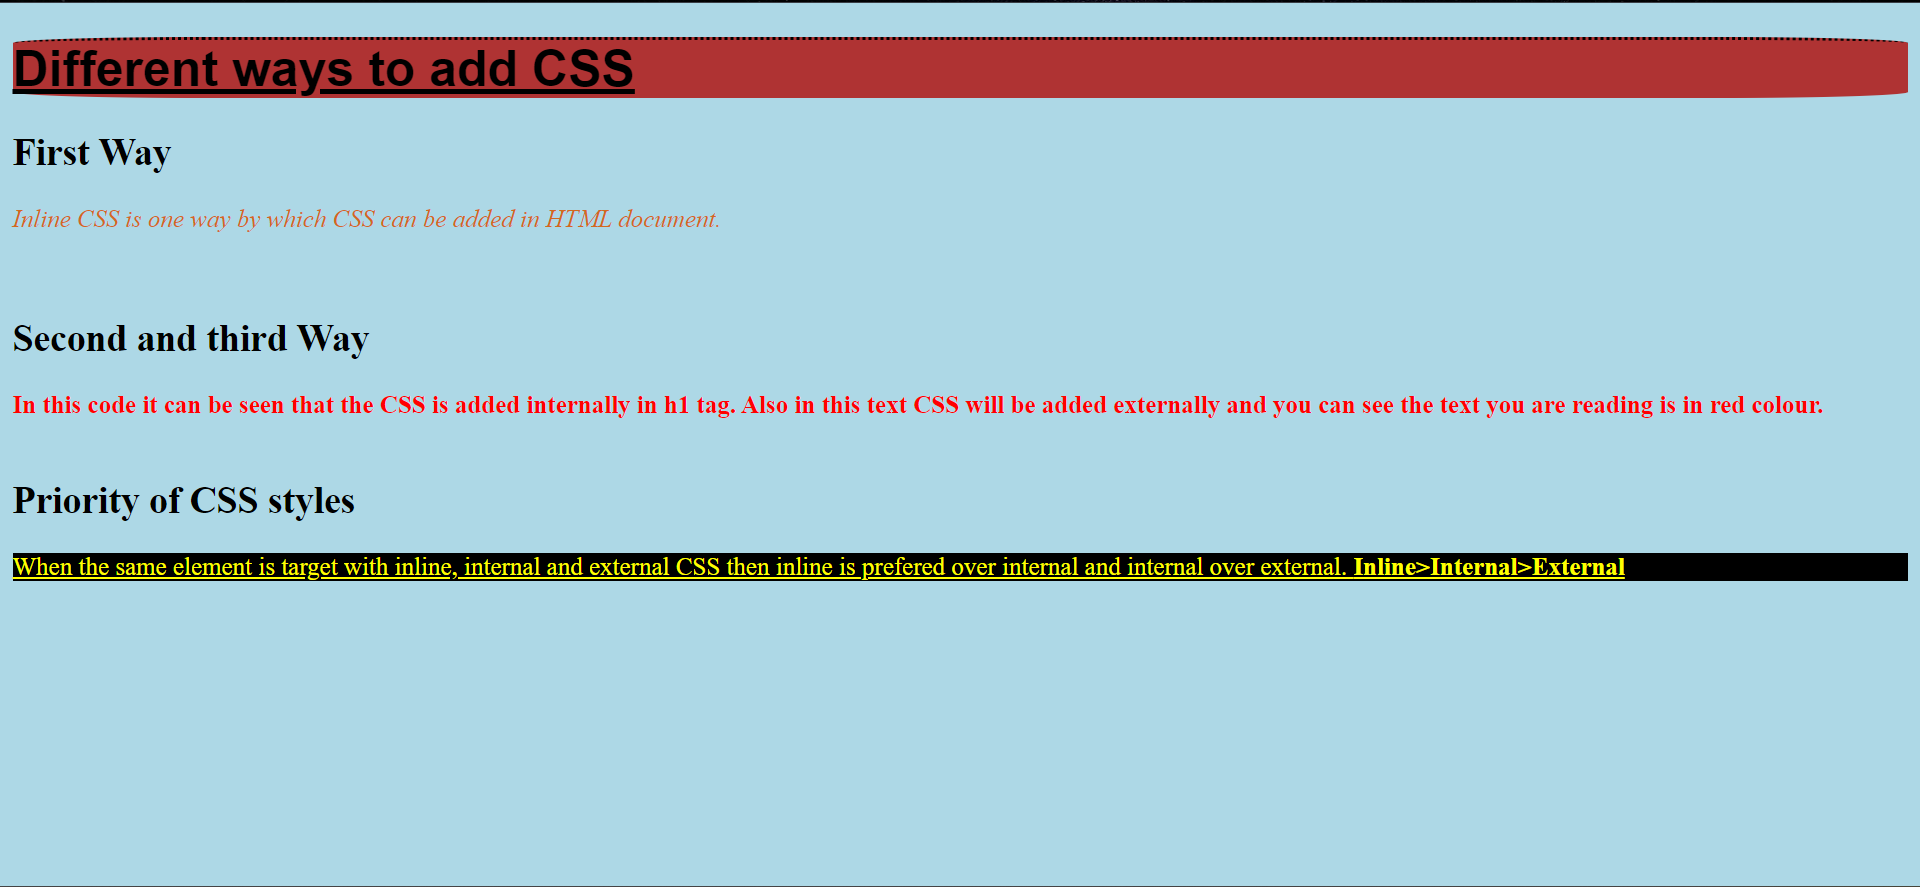 Different ways to add CSS
First Way
Inline CSS is one way by which CSS can be added in HTML document.
Second and third Way
In this code it can be seen that the CSS is added internally in h1 tag. Also in this text CSS will be added externally and you can see the text you are reading is in red colour.
Priority of CSS styles
When the same element is target with inline, internal and external CSS then inline is prefered over internal and internal over external. Inline>Internal>External